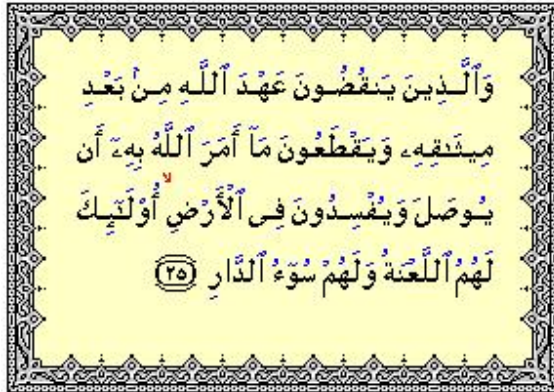 وَٱلَّذِينَ يَنقُضُونَ عَهْدَ ٱللَّهِ مِنۢ بَعْدِ
مِيثَٰقِهِۦ وَيَقْطَعُونَ مَآ أَمَرَ ٱللَّهُ بِهِۦٓ أَن
يُوصَلَ وَيُفْسِدُونَ فِى ٱلْأَرْضِ ۙ أُو۟لَٰٓئِكَ
لَهُمُ ٱللَّعْنَةُ وَلَهُمْ سُوٓءُ ٱلدَّارِ ﴿٢٥﴾